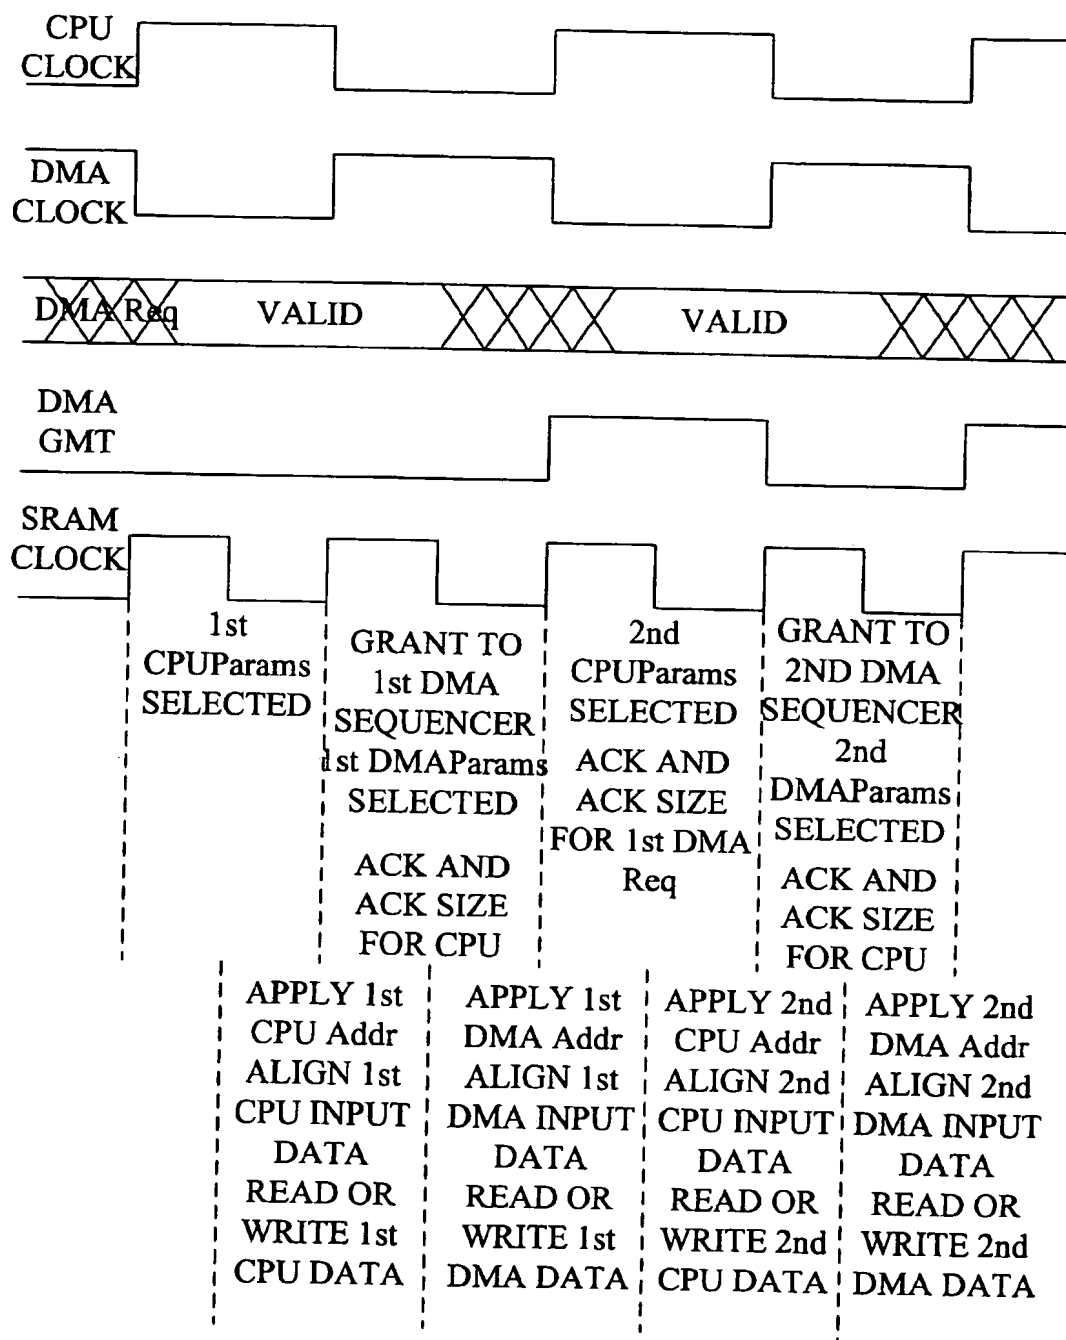 CPU
CLOCK
DMA
CLOCK
DMA Req VALID VALID
DMA
GMT
SRAM
CLOCK
1st
CPUParams
SELECTED
GRANT TO
1st DMA
SEQUENCER
1st DMAParams
SELECTED
ACK AND
ACK SIZE
FOR CPU
2nd
CPUParams
SELECTED
ACK AND
ACK SIZE
FOR 1st DMA
Req
GRANT TO
2ND DMA
SEQUENCER
2nd
DMAParams
SELECTED
ACK AND
ACK SIZE
FOR CPU
APPLY 1st
CPU Addr
ALIGN 1st
CPU INPUT
DATA
READ OR
WRITE 1st
CPU DATA
APPLY 1st
DMA Addr
ALIGN 1st
DMA INPUT
DATA
READ OR
WRITE 1st
DMA DATA
APPLY 2nd
CPU Addr
ALIGN 2nd
CPU INPUT
DATA
READ OR
WRITE 2nd
CPU DATA
APPLY 2nd
DMA Addr
ALIGN 2nd
DMA INPUT
DATA
READ OR
WRITE 2nd
DMA DATA